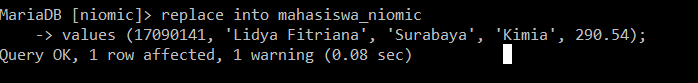 MariaDB [niomic]> replace into mahasiswa_niomic
-> values (17090141, 'Lidya Fitriana', 'Surabaya', 'Kimia', 290.54);
Query OK, 1 row affected, 1 warning (0.08 sec)